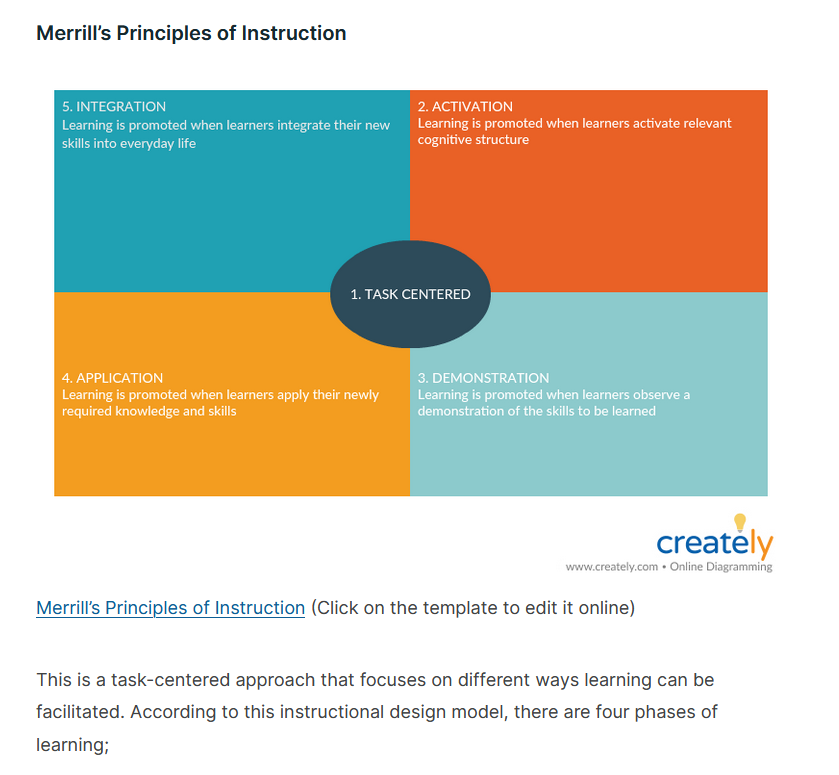 Merrill’s Principles of Instruction
5. INTEGRATION
Learning is promoted when learners integrate their new
skills into everyday life
2. ACTIVATION
Learning is promoted when learners activate relevant
cognitive structure
1. TASK CENTERED
4. APPLICATION
Learning is promoted when learners apply their newly
required knowledge and skills
3. DEMONSTRATION
Learning is promoted when learners observe a
demonstration of the skills to be learned
creately
www.creately.com • Online Diagramming
Merrill’s Principles of Instruction (Click on the template to edit it online)
This is a task-centered approach that focuses on different ways learning can be
facilitated. According to this instructional design model, there are four phases of
learning;